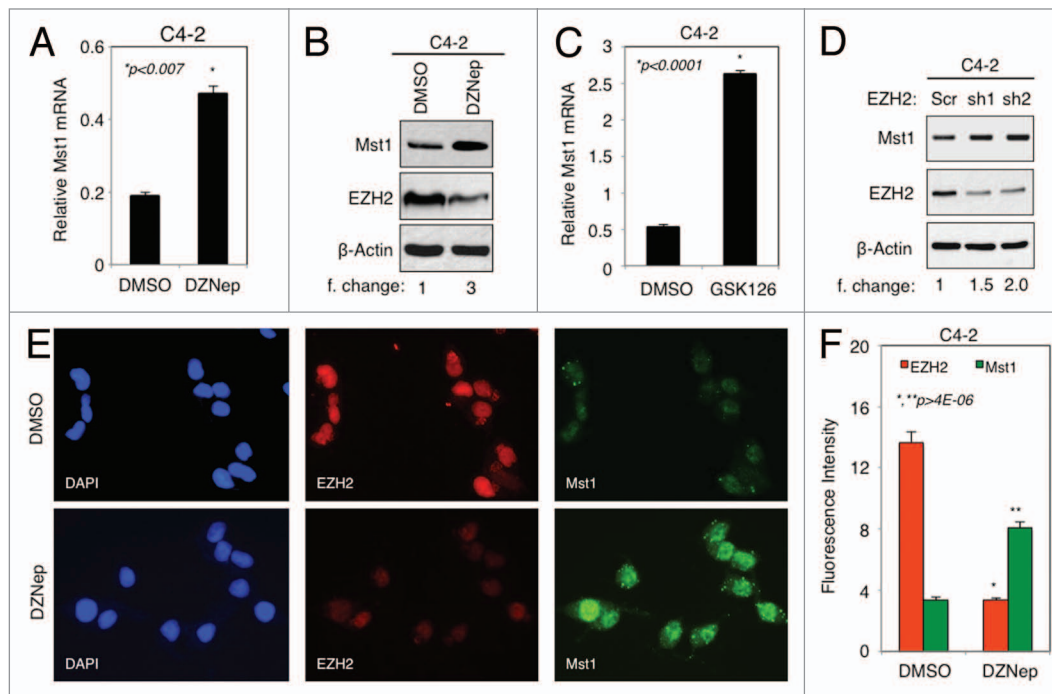 A
C4-2
Relative Mst1 mRNA
0.6
0.4
0.2
0
*p<0.007
*
DMSO DZNep
B
C4-2
DMSO
DZNep
Mst1
EZH2
β-Actin
f. change: 1 3
C
C4-2
Relative Mst1 mRNA
3
2.5
2
1.5
1
0.5
0
*p<0.0001
*
DMSO GSK126
D
C4-2
EZH2: Scr sh1 sh2
Mst1
EZH2
β-Actin
f. change: 1 1.5 2.0
E
DMSO
DAPI
EZH2
Mst1
DZNep
DAPI
EZH2
Mst1
F
C4-2
Fluorescence Intensity
20
16
12
8
4
0
EZH2 Mst1
*,**p>4E-06
*
**
DMSO DZNep